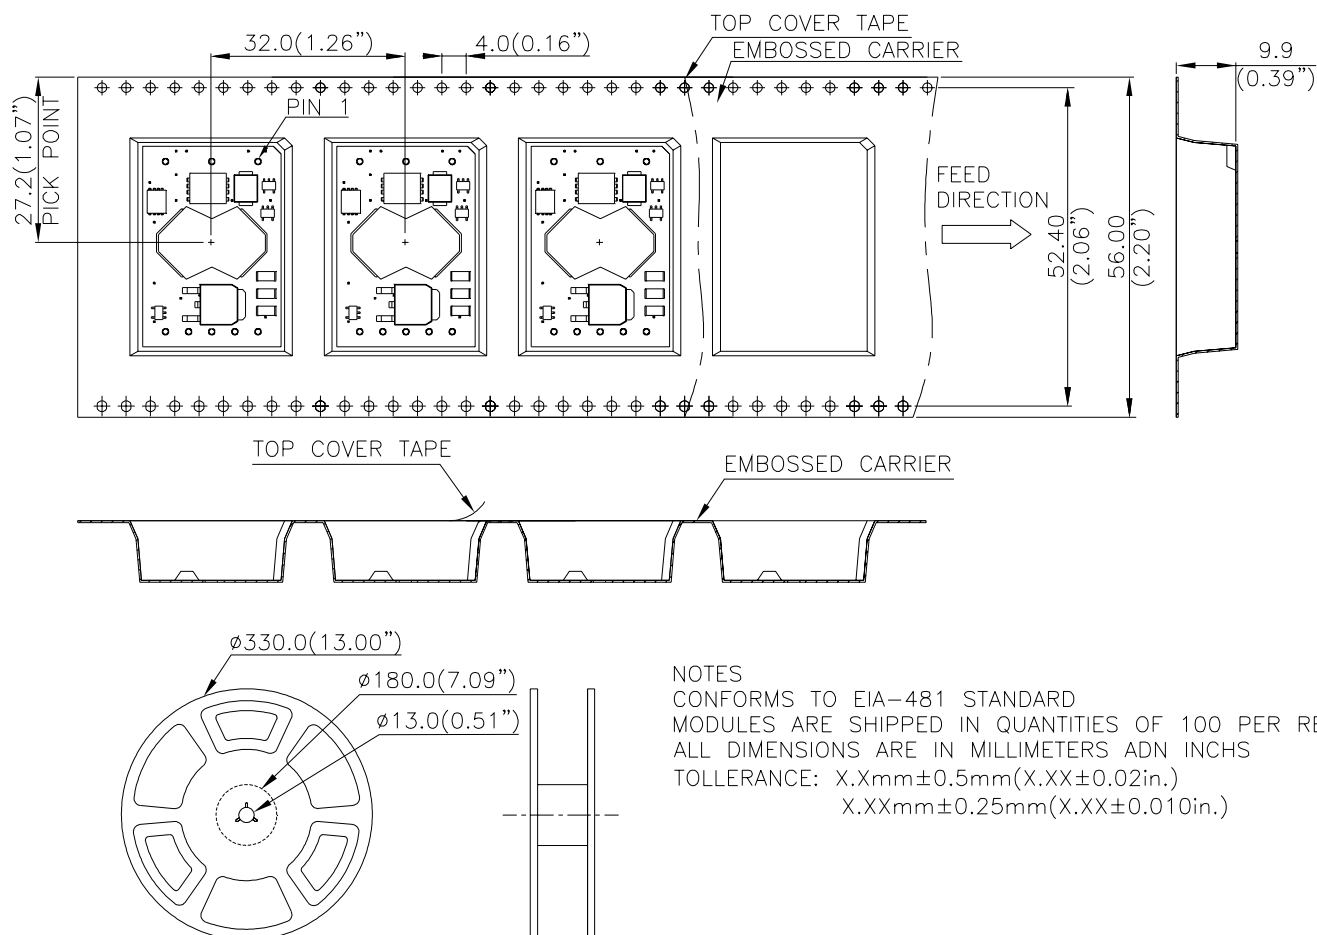 TOP COVER TAPE
EMBOSSED CARRIER
32.0(1.26”)
4.0(0.16”)
9.9
(0.39”)
PIN 1
27.2(1.07”)
PICK POINT
FEED
DIRECTION
52.40
(2.06”)
56.00
(2.20”)
TOP COVER TAPE
EMBOSSED CARRIER
ø330.0(13.00”)
ø180.0(7.09”)
ø13.0(0.51”)
NOTES
CONFORMS TO EIA-481 STANDARD
MODULES ARE SHIPPED IN QUANTITIES OF 100 PER
ALL DIMENSIONS ARE IN MILLIMETERS ADN INCHS
TOLLERANCE: X.Xmm±0.5mm(X.XX±0.02in.)
X.XXmm±0.25mm(X.XX±0.010in.)